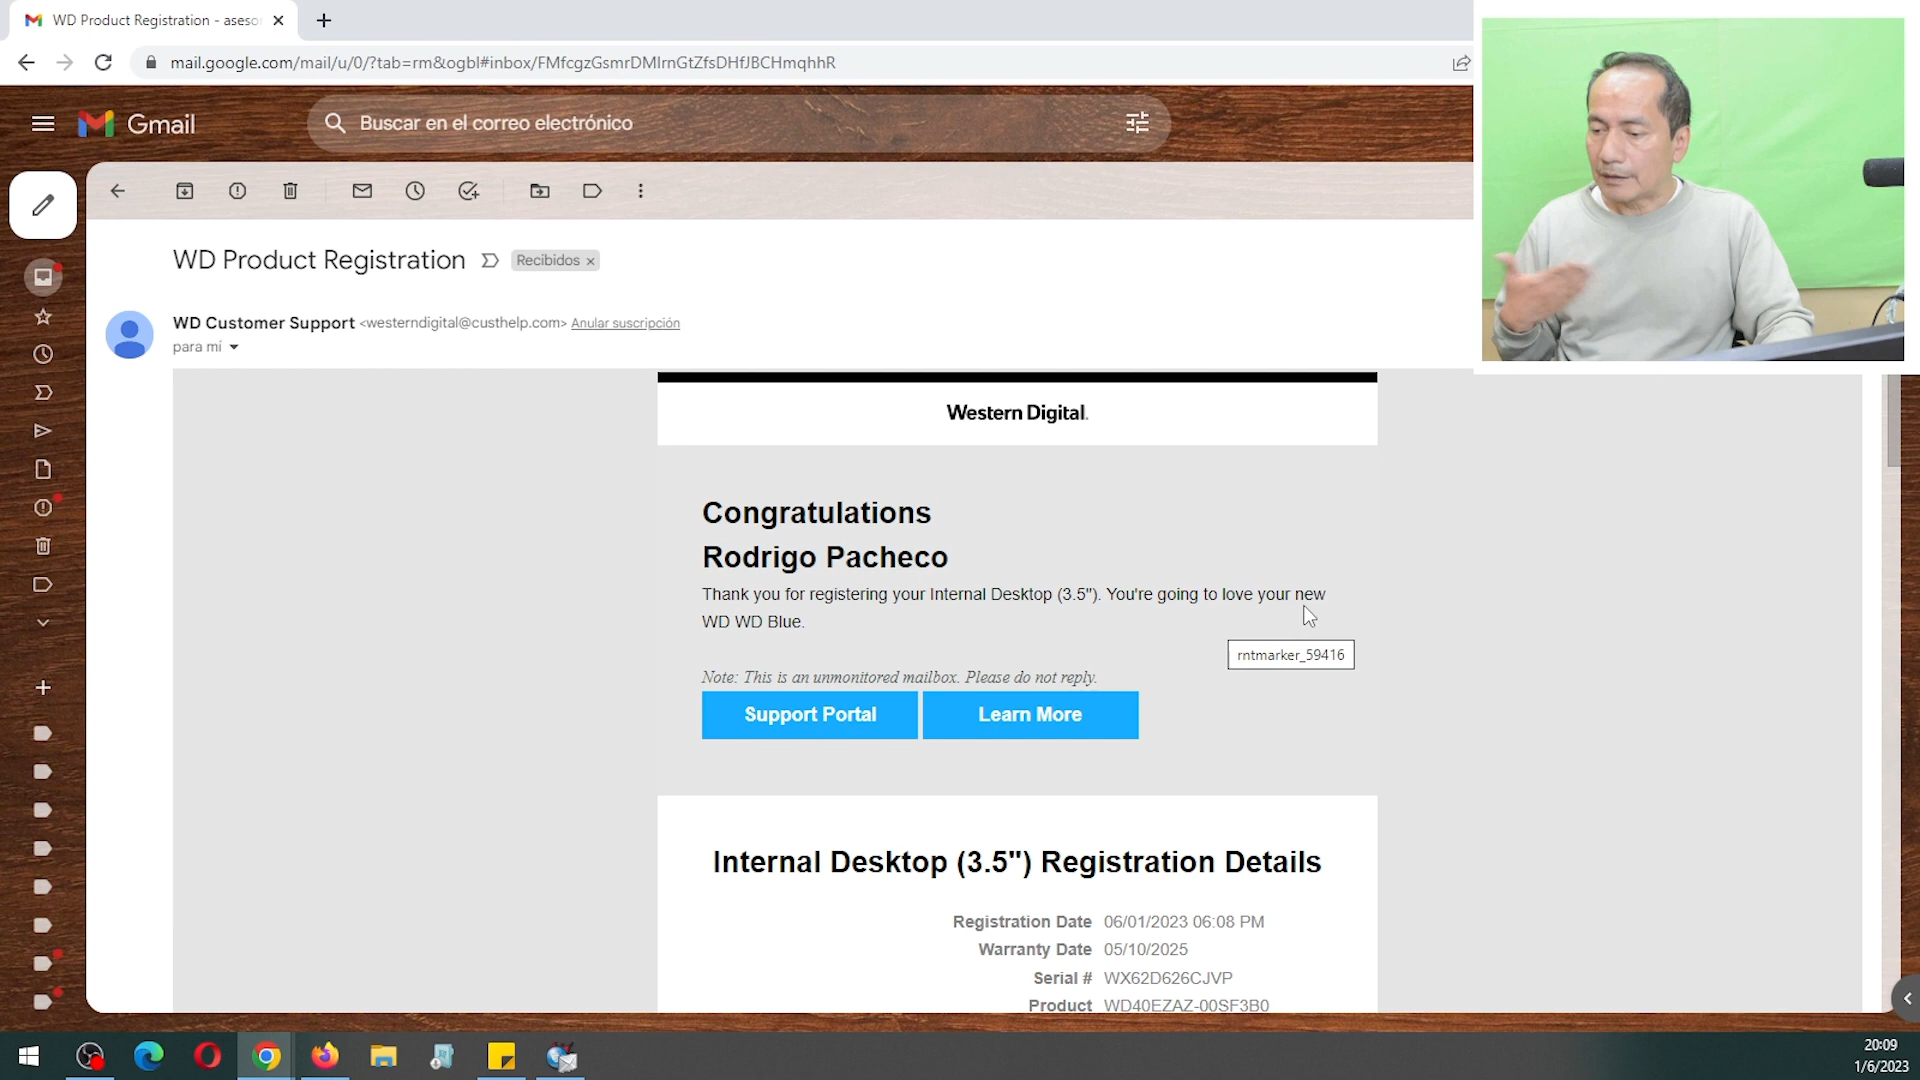 WD Product Registration - aseso
mail.google.com/mail/u/0/?tab=rm&ogbl#inbox/FMfcgzGsmrDMlrnGtZfsDHfJBCHmqhhR
Gmail
Buscar en el correo electrónico
WD Product Registration
Recibidos x
WD Customer Support <westerndigital@custhelp.com> Anular suscripción
para mí
Western Digital.
Congratulations
Rodrigo Pacheco
Thank you for registering your Internal Desktop (3.5"). You're going to love your new
WD WD Blue.
rntmarker_59416
Note: This is an unmonitored mailbox. Please do not reply.
Support Portal
Learn More
Internal Desktop (3.5") Registration Details
Registration Date 06/01/2023 06:08 PM
Warranty Date 05/10/2025
Serial # WX62D626CJVP
Product WD40EZAZ-00SF3B0
20:09
1/6/2023